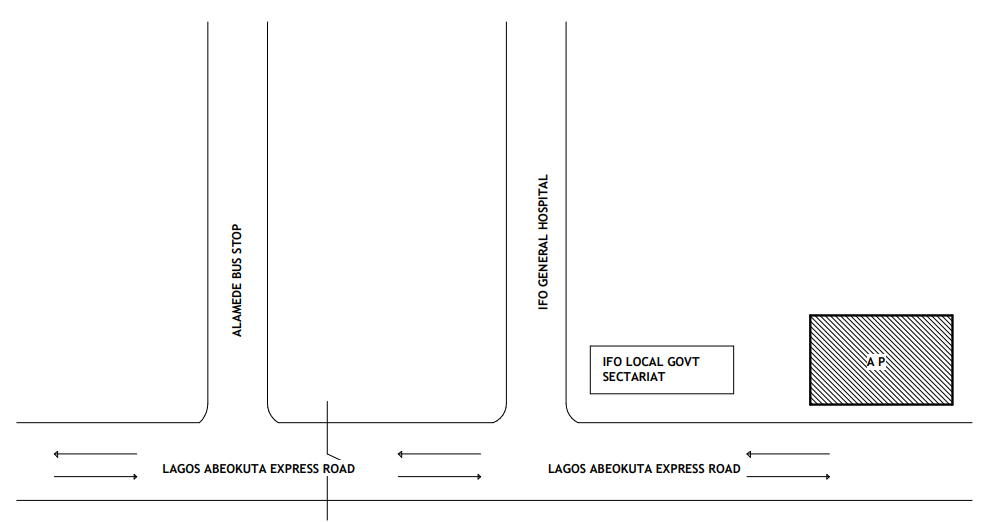 ALAMEDE BUS STOP
IFO GENERAL HOSPITAL
IFO LOCAL GOVT
SECTARIAT
A P
LAGOS ABEOKUTA EXPRESS ROAD
LAGOS ABEOKUTA EXPRESS ROAD